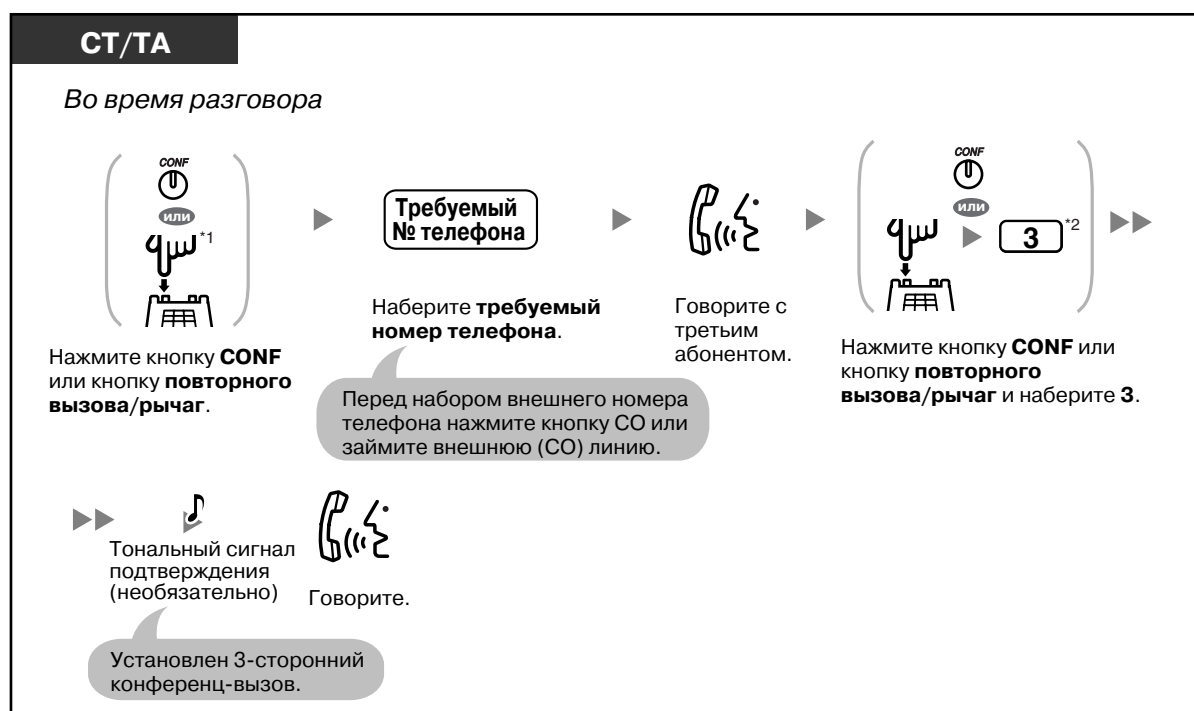 СТ/ТА
Во время разговора
CONF
или
*1
Нажмите кнопку CONF
или кнопку повторного
вызова/рычаг.
Требуемый
№ телефона
Наберите требуемый
номер телефона.
Перед набором внешнего номера
телефона нажмите кнопку СО или
займите внешнюю (СО) линию.
Говорите с
третьим
абонентом.
CONF
или
3
*2
Нажмите кнопку CONF или
кнопку повторного
вызова/рычаг и наберите 3.
Тональный сигнал
подтверждения
(необязательно)
Установлен 3-сторонний
конференц-вызов.
Говорите.